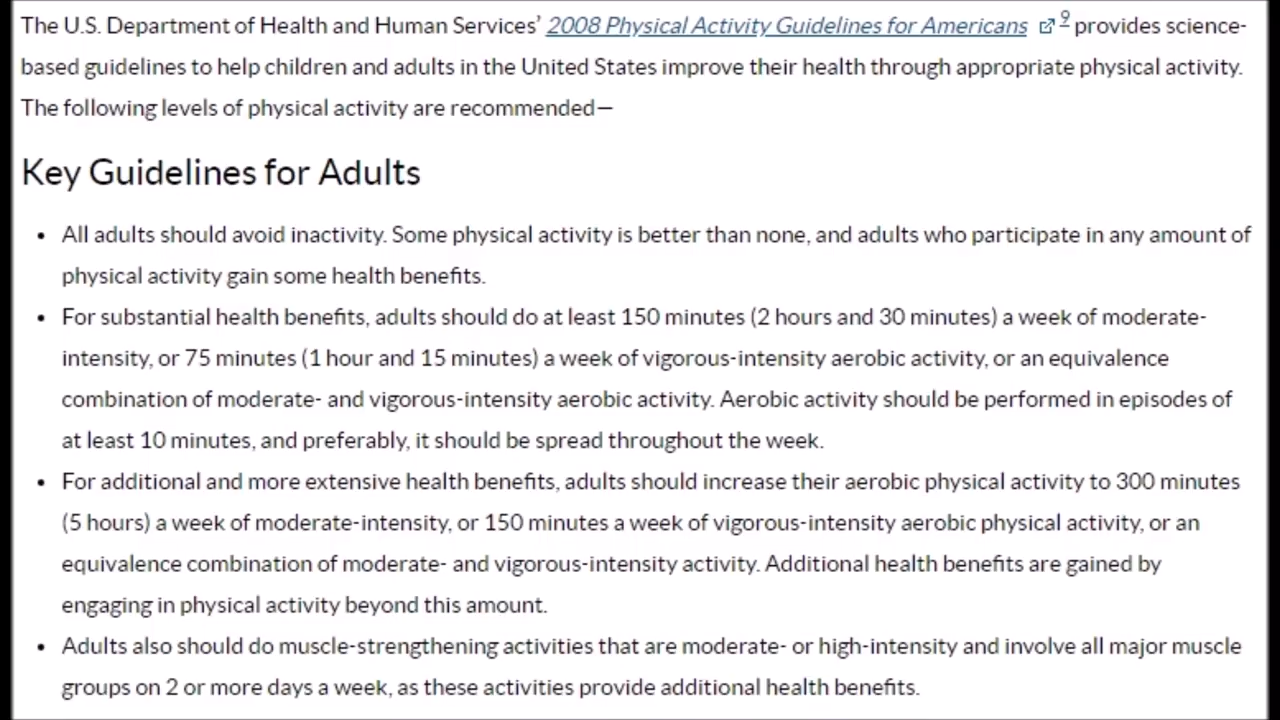 The U.S. Department of Health and Human Services' 2008 Physical Activity Guidelines for Americans 9 provides science-
based guidelines to help children and adults in the United States improve their health through appropriate physical activity.
The following levels of physical activity are recommended—
Key Guidelines for Adults
• All adults should avoid inactivity. Some physical activity is better than none, and adults who participate in any amount of
physical activity gain some health benefits.
• For substantial health benefits, adults should do at least 150 minutes (2 hours and 30 minutes) a week of moderate-
intensity, or 75 minutes (1 hour and 15 minutes) a week of vigorous-intensity aerobic activity, or an equivalence
combination of moderate- and vigorous-intensity aerobic activity. Aerobic activity should be performed in episodes of
at least 10 minutes, and preferably, it should be spread throughout the week.
• For additional and more extensive health benefits, adults should increase their aerobic physical activity to 300 minutes
(5 hours) a week of moderate-intensity, or 150 minutes a week of vigorous-intensity aerobic physical activity, or an
equivalence combination of moderate- and vigorous-intensity activity. Additional health benefits are gained by
engaging in physical activity beyond this amount.
• Adults also should do muscle-strengthening activities that are moderate- or high-intensity and involve all major muscle
groups on 2 or more days a week, as these activities provide additional health benefits.